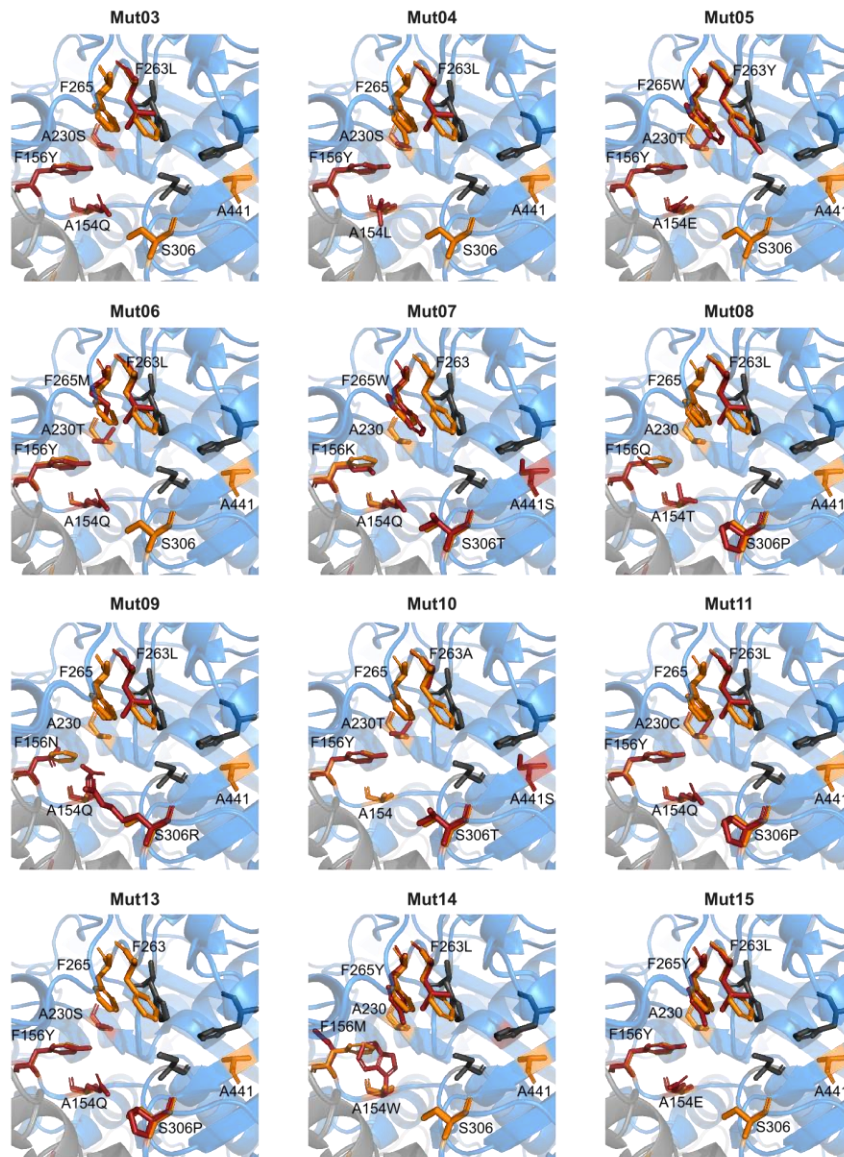 Mut03 Mut04 Mut05
F263L F263L F263Y
F265 F265 F265W
A230S A230S A230T
F156Y F156Y F156Y
A441 A441 A441
A154Q A154L A154E
S306 S306 S306
Mut06 Mut07 Mut08
F263L F263 F263L
F265M F265W F265
A230T A230 A230
F156Y F156K F156Q
A441 A441S A441
A154Q A154Q A154T
S306 S306T S306P
Mut09 Mut10 Mut11
F263L F263A F263L
F265 F265 F265
A230 A230T A230C
F156N F156Y F156Y
A441 A441S A441
A154Q A154 A154Q
S306R S306T S306P
Mut13 Mut14 Mut15
F263 F263L F263L
F265 F265Y F265Y
A230S A230 A230
F156Y F156M F156Y
A441 A441 A441
A154Q A154W A154E
S306P S306 S306